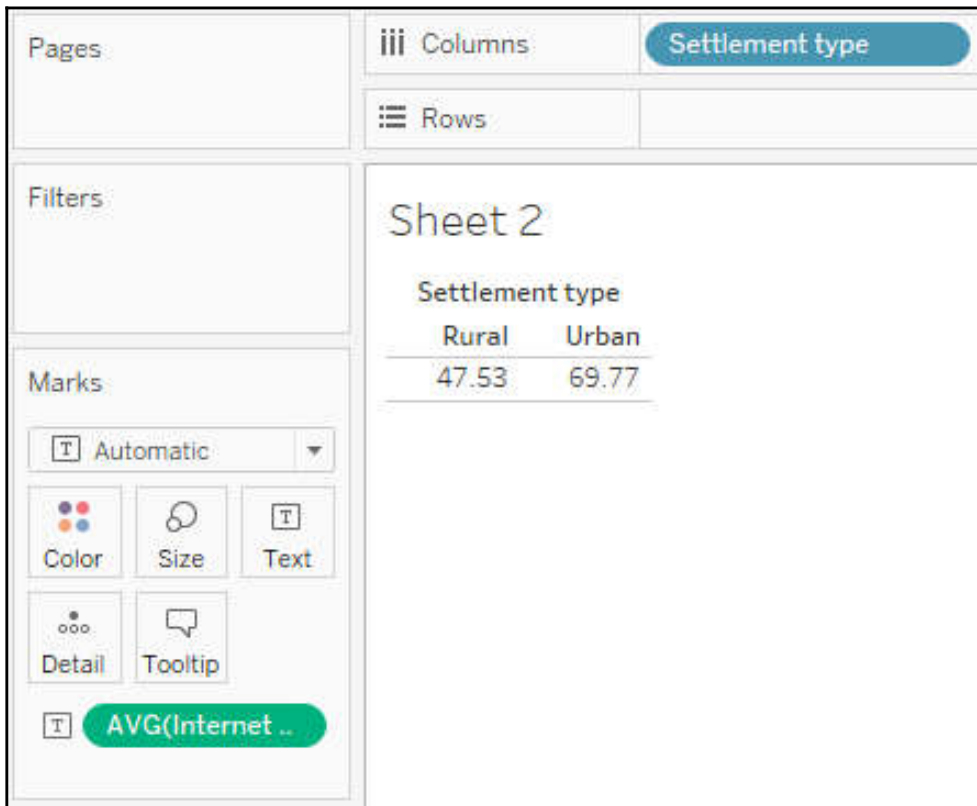 Pages
Columns
Settlement type
Rows
Filters
Sheet 2
Settlement type
Rural Urban
47.53 69.77
Marks
T Automatic
T
Color Size Text
Detail Tooltip
T AVG(Internet ..